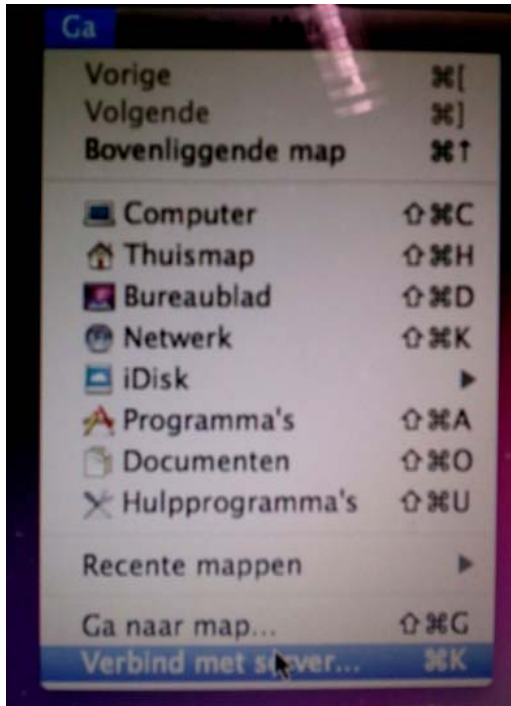 Ga
Vorige ⌘[
Volgende ⌘]
Bovenliggende map ⌘↑
Computer ⇧⌘C
Thuismap ⇧⌘H
Bureaublad ⇧⌘D
Netwerk ⇧⌘K
iDisk ▶
Programma's ⇧⌘A
Documenten ⇧⌘O
Hulpprogramma's ⇧⌘U
Recente mappen ▶
Ga naar map... ⇧⌘G
Verbind met server... ⌘K